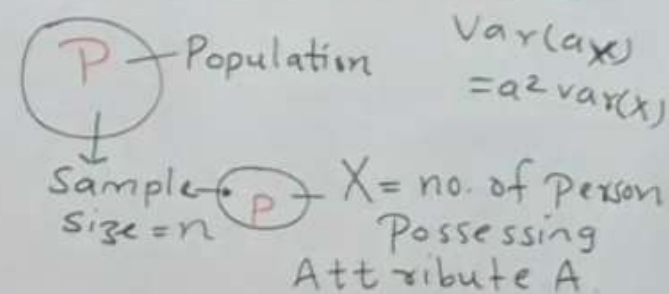 P Population
Var(ax)
= a² var(x)
Sample P X = no. of Person
Size = n Possessing
Attribute A